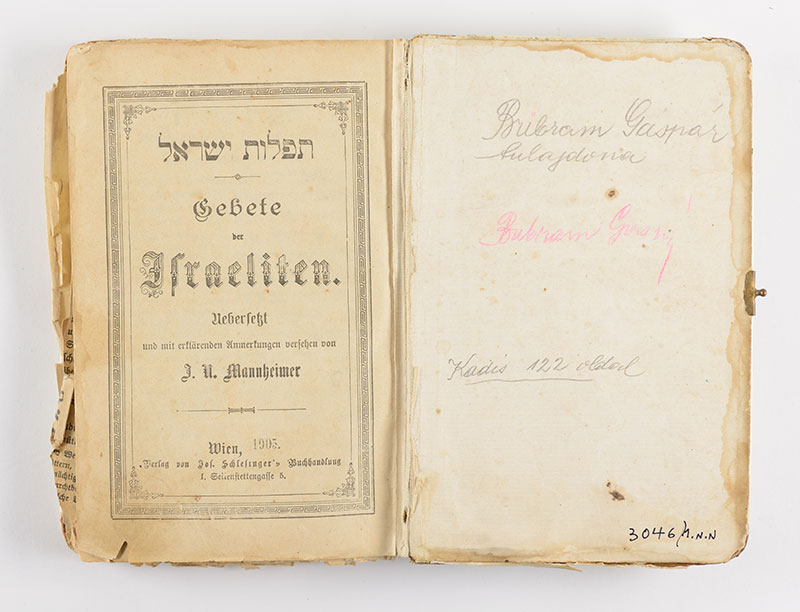 תפלות ישראל
Gebete
der
Israeliten.
Uebersetzt
und mit erklärenden Anmerkungen versehen von
J. N. Mannheimer
Wien, 1905.
Verlag von Jos. Schlesinger's Buchhandlung
I. Seitenstettengasse 5.
Bubram Gáspár
tulajdona
Bubram
Kadis 122 oldal
3046/1.N.N